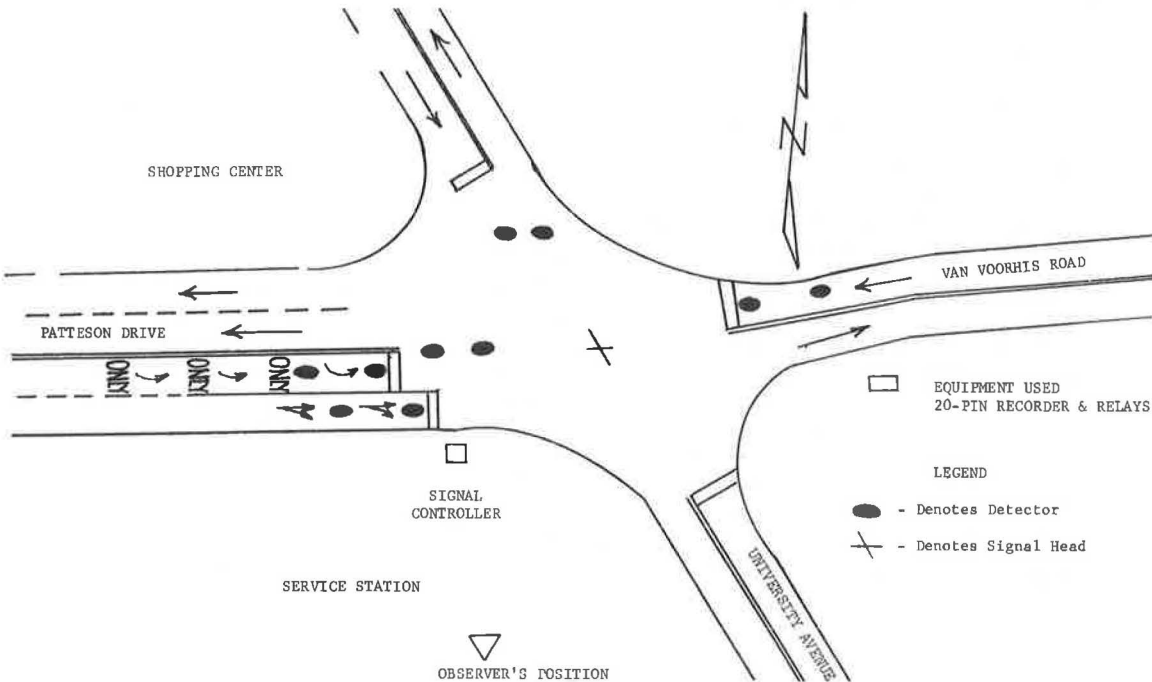 SHOPPING CENTER
N
VAN VOORHIS ROAD
PATTESON DRIVE
ONLY ONLY ONLY
EQUIPMENT USED
20-PIN RECORDER & RELAYS
SIGNAL
CONTROLLER
LEGEND
- Denotes Detector
- Denotes Signal Head
UNIVERSITY AVENUE
SERVICE STATION
OBSERVER'S POSITION